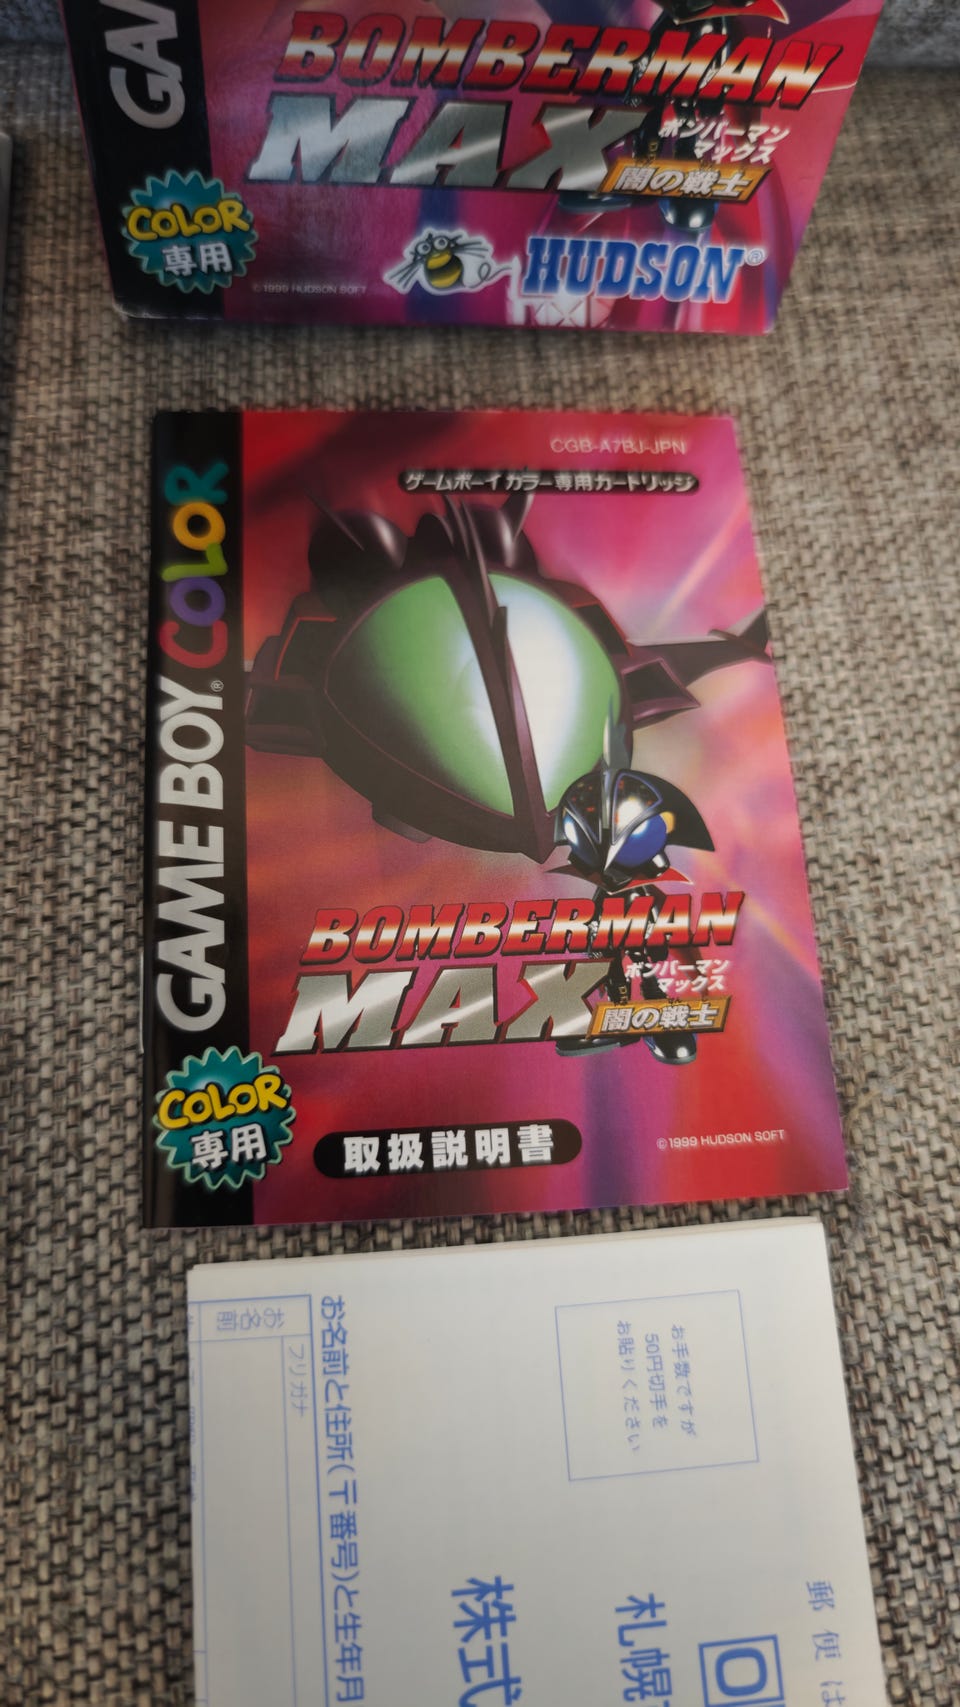 BOMBERMAN
MAX
ボンバーマン
マックス
闇の戦士
COLOR
専用
©1999 HUDSON SOFT
HUDSON®
CGB-A7BJ-JPN
ゲームボーイ カラー専用カートリッジ
GAME BOY® COLOR
BOMBERMAN
MAX
ボンバーマン
マックス
闇の戦士
COLOR
専用
取扱説明書
©1999 HUDSON SOFT
お手数ですが
50円切手を
お貼りください
郵便は
札幌
株式
お名前と住所(〒番号)と生年月
フリガナ
お名前